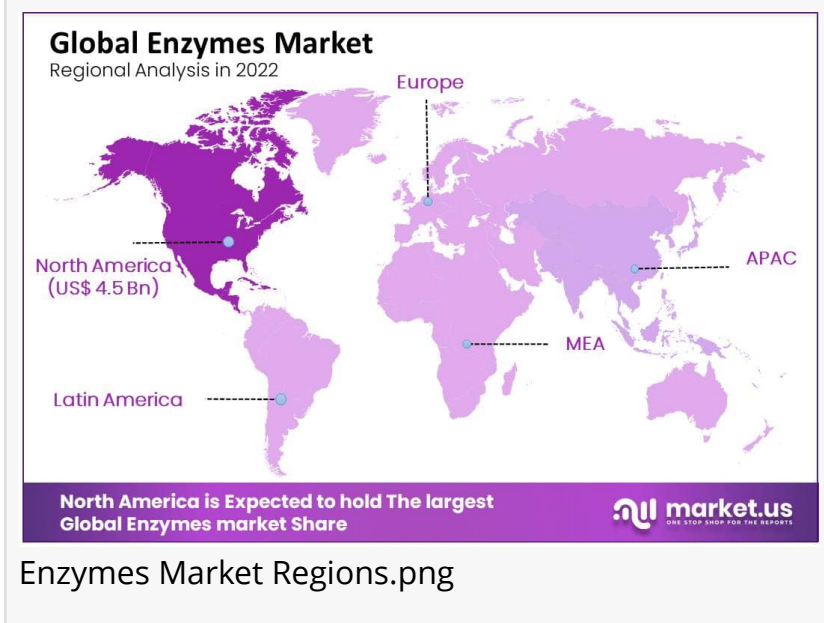 Global Enzymes Market
Regional Analysis in 2022
Europe
North America
(US$ 4.5 Bn)
APAC
MEA
Latin America
North America is Expected to hold The largest
Global Enzymes market Share
market.us
ONE STOP SHOP FOR THE REPORTS
Enzymes Market Regions.png